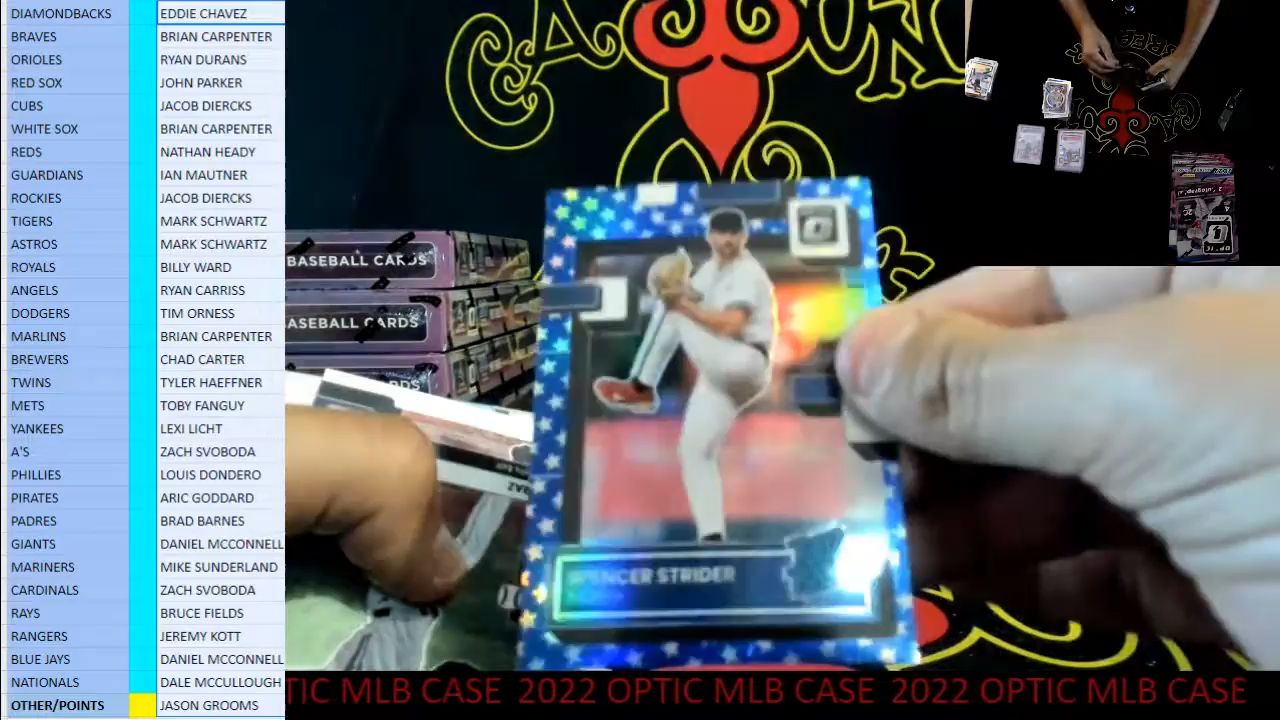 DIAMONDBACKS EDDIE CHAVEZ
BRAVES BRIAN CARPENTER
ORIOLES RYAN DURANS
RED SOX JOHN PARKER
CUBS JACOB DIERCKS
WHITE SOX BRIAN CARPENTER
REDS NATHAN HEADY
GUARDIANS IAN MAUTNER
ROCKIES JACOB DIERCKS
TIGERS MARK SCHWARTZ
ASTROS MARK SCHWARTZ
ROYALS BILLY WARD
ANGELS RYAN CARRISS
DODGERS TIM ORNESS
MARLINS BRIAN CARPENTER
BREWERS CHAD CARTER
TWINS TYLER HAEFFNER
METS TOBY FANGUY
YANKEES LEXI LICHT
A'S ZACH SVOBODA
PHILLIES LOUIS DONDERO
PIRATES ARIC GODDARD
PADRES BRAD BARNES
GIANTS DANIEL MCCONNELL
MARINERS MIKE SUNDERLAND
CARDINALS ZACH SVOBODA
RAYS BRUCE FIELDS
RANGERS JEREMY KOTT
BLUE JAYS DANIEL MCCONNELL
NATIONALS DALE MCCULLOUGH
OTHER/POINTS JASON GROOMS
BASEBALL CARDS
BASEBALL CARDS
SPENCER STRIDER
TIC MLB CASE 2022 OPTIC MLB CASE 2022 OPTIC MLB CASE